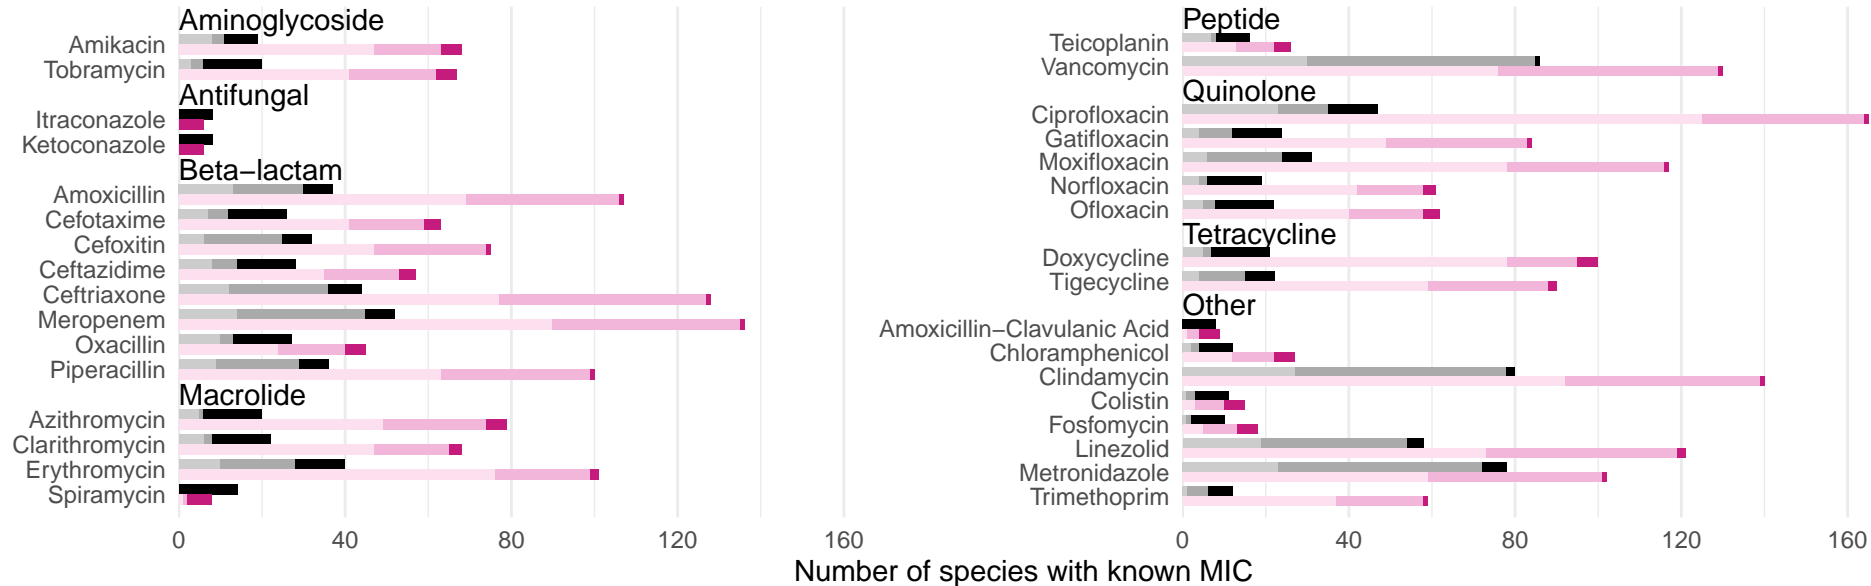 Aminoglycoside
Amikacin
Tobramycin
Antifungal
Itraconazole
Ketoconazole
Beta−lactam
Amoxicillin
Cefotaxime
Cefoxitin
Ceftazidime
Ceftriaxone
Meropenem
Oxacillin
Piperacillin
Macrolide
Azithromycin
Clarithromycin
Erythromycin
Spiramycin
0 40 80 120 160
Peptide
Teicoplanin
Vancomycin
Quinolone
Ciprofloxacin
Gatifloxacin
Moxifloxacin
Norfloxacin
Ofloxacin
Tetracycline
Doxycycline
Tigecycline
Other
Amoxicillin−Clavulanic Acid
Chloramphenicol
Clindamycin
Colistin
Fosfomycin
Linezolid
Metronidazole
Trimethoprim
0 40 80 120 160
Number of species with known MIC